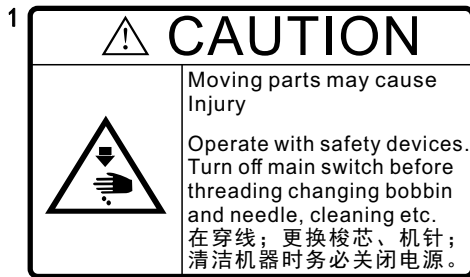 1
⚠ CAUTION
Moving parts may cause
Injury
Operate with safety devices.
Turn off main switch before
threading changing bobbin
and needle, cleaning etc.
在穿线；更换梭芯、机针；
清洁机器时务必关闭电源。